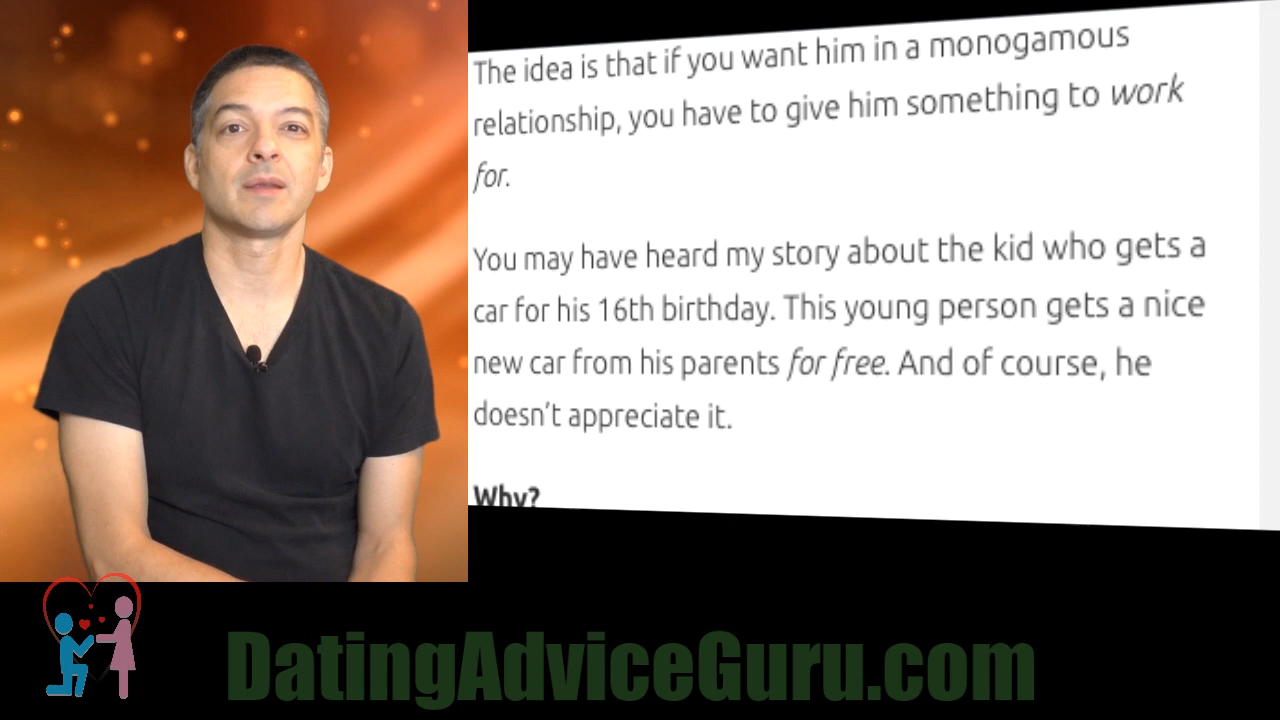 The idea is that if you want him in a monogamous
relationship, you have to give him something to work
for.
You may have heard my story about the kid who gets a
car for his 16th birthday. This young person gets a nice
new car from his parents for free. And of course, he
doesn't appreciate it.
Why?
DatingAdviceGuru.com